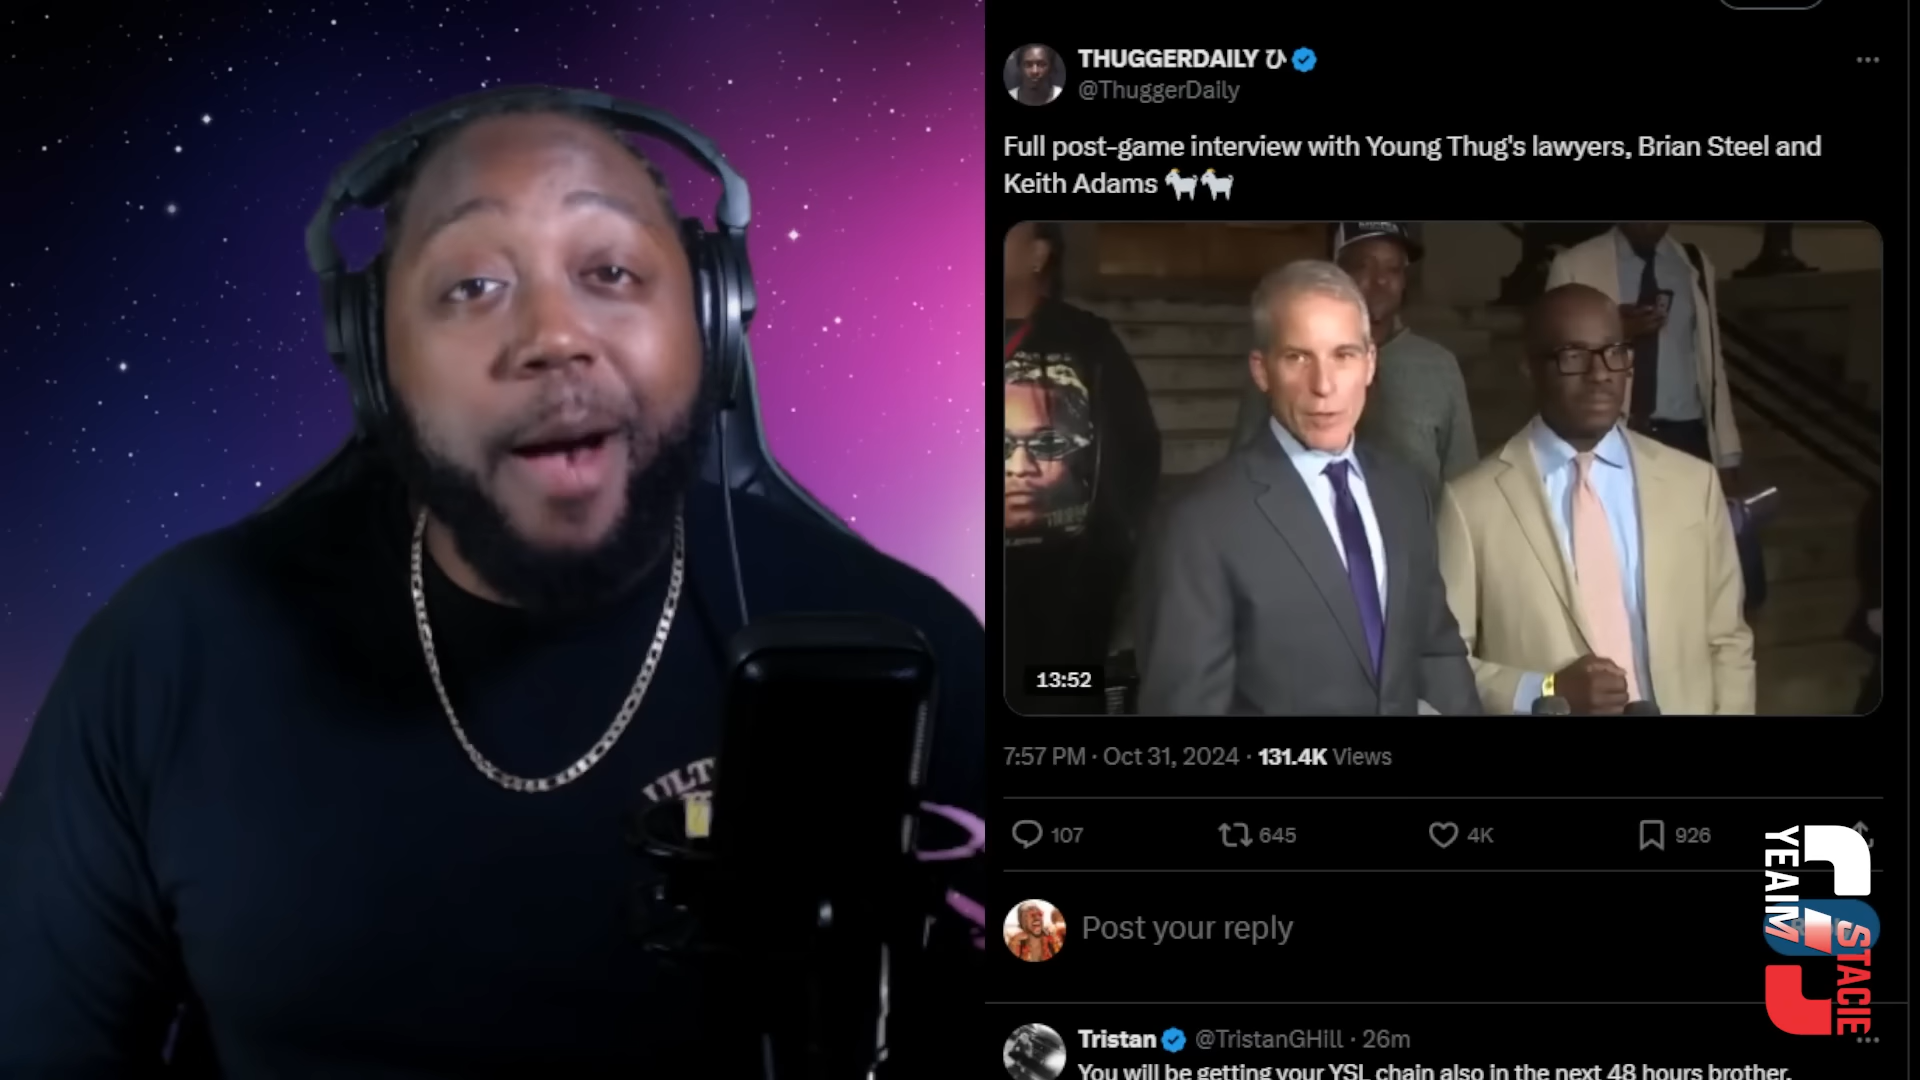 THUGGERDAILY ひ
@ThuggerDaily
Full post-game interview with Young Thug's lawyers, Brian Steel and
Keith Adams
13:52
7:57 PM · Oct 31, 2024 · 131.4K Views
107
645
4K
926
Post your reply
Tristan @TristanGHill · 26m
You will be getting your YSL chain also in the next 48 hours brother.
YEAIM
STACIE